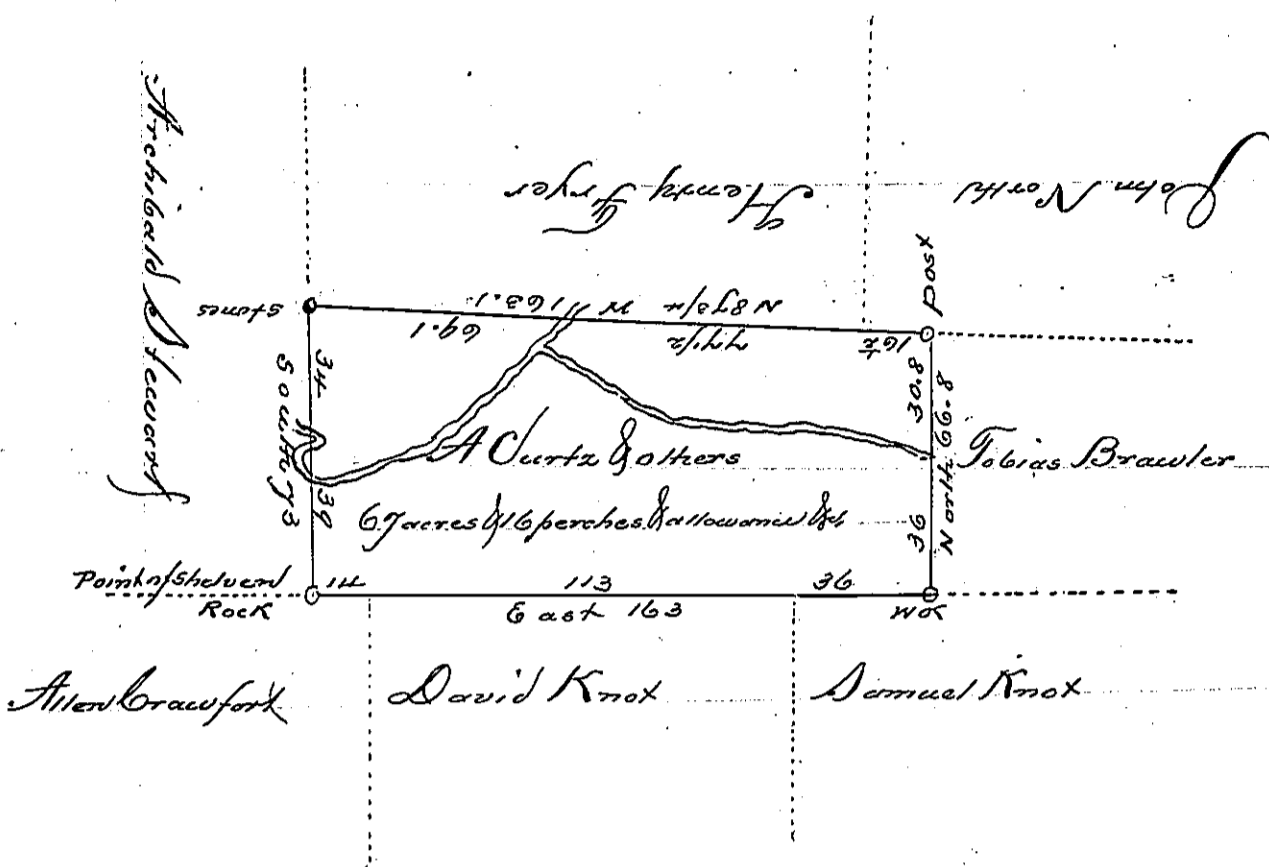 Archibald Stewart
Henry Fryer
John North
Stones
N 87 3/4 W 163.1
69.1
77 1/2
16 1/2
Post
34
South 73
39
30.8
North 66.8
36
A Curtz & others
Tobias Brawler
67 acres & 16 perches & allowance &c
Point of Shelven
Rock
14
113
36
East 163
WOK
Allen Crawfork
David Knox
Samuel Knox